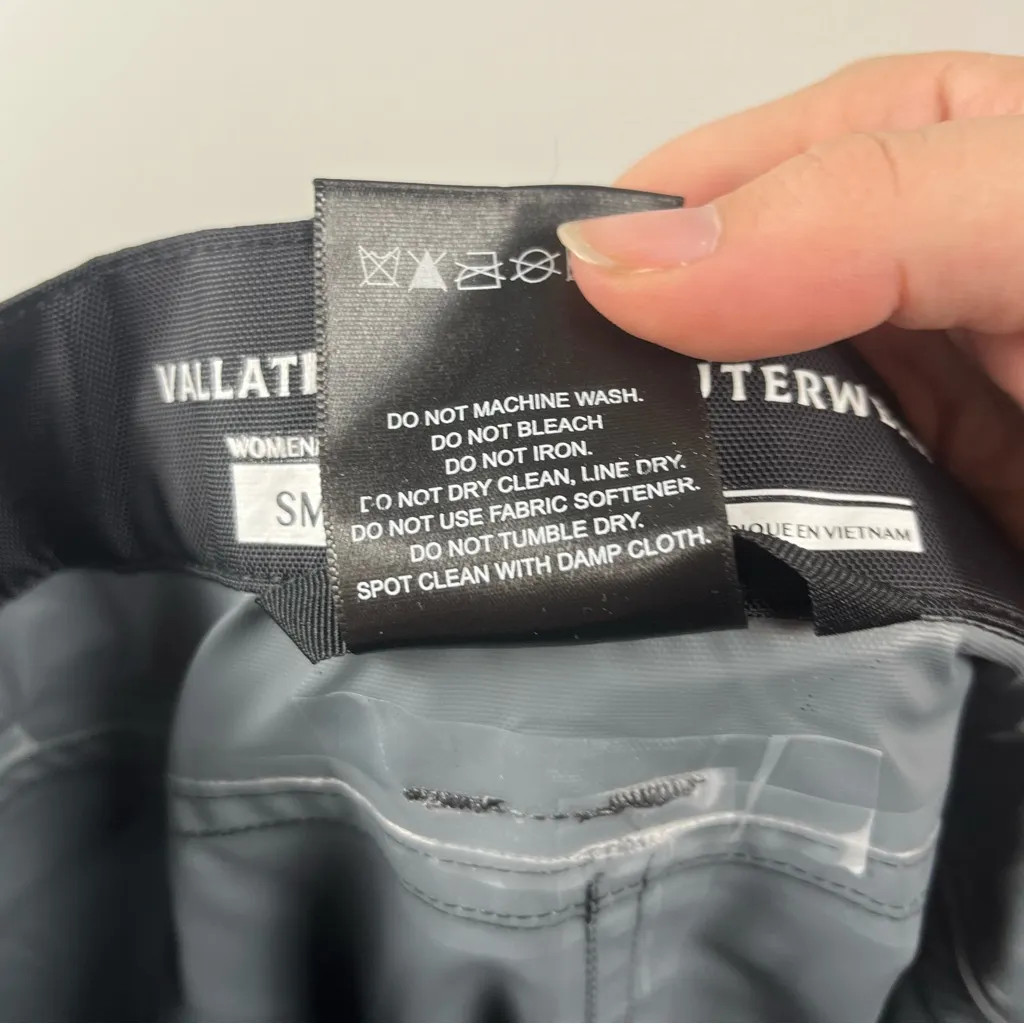 VALLATI UTERWE
WOMEN
SM
IQUE EN VIETNAM
DO NOT MACHINE WASH.
DO NOT BLEACH
DO NOT IRON.
DO NOT DRY CLEAN, LINE DRY.
DO NOT USE FABRIC SOFTENER.
DO NOT TUMBLE DRY.
SPOT CLEAN WITH DAMP CLOTH.